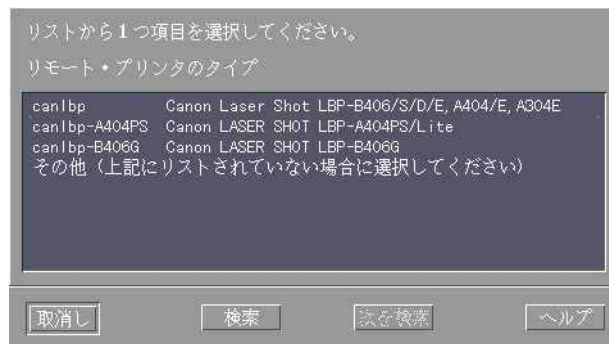 リストから1つ項目を選択してください。
リモート・プリンタのタイプ
canlbp Canon Laser Shot LBP-B406/S/D/E,A404/E,A304E
canlbp-A404PS Canon LASER SHOT LBP-A404PS/Lite
canlbp-B406G Canon LASER SHOT LBP-B406G
その他（上記にリストされていない場合に選択してください）
取消し 検索 次を検索 ヘルプ